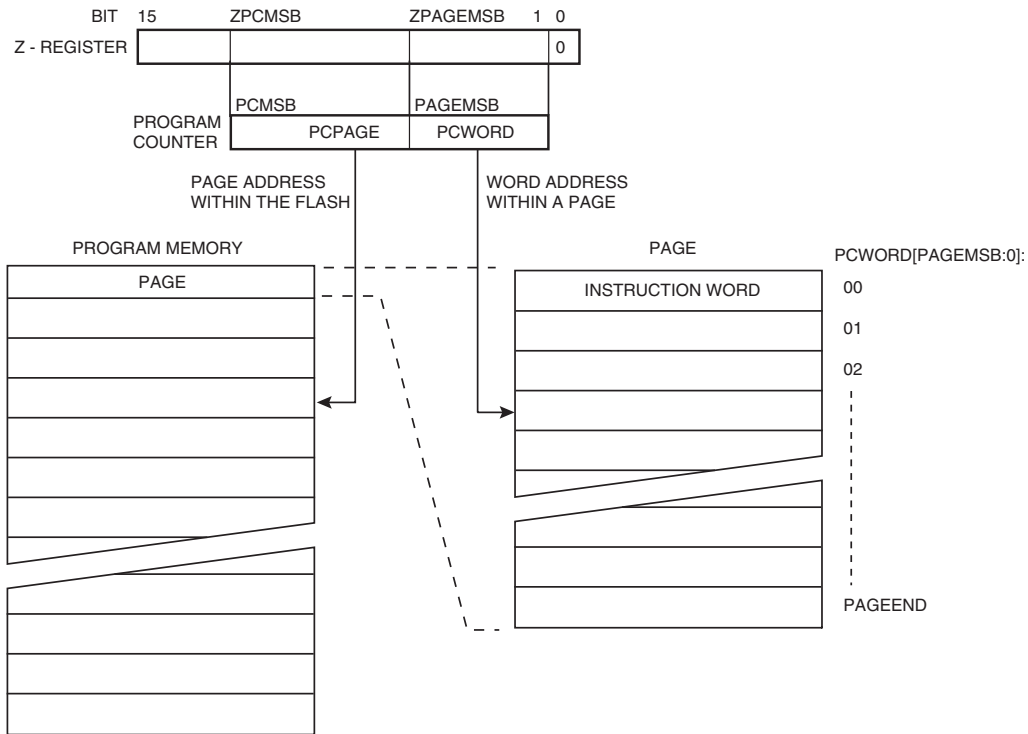 BIT 15 ZPCMSB ZPAGEMSB 1 0
Z - REGISTER 0
PCMSB PAGEMSB
PROGRAM
COUNTER
PCPAGE PCWORD
PAGE ADDRESS
WITHIN THE FLASH
WORD ADDRESS
WITHIN A PAGE
PROGRAM MEMORY
PAGE
PAGE
PCWORD[PAGEMSB:0]:
INSTRUCTION WORD
00
01
02
PAGEEND